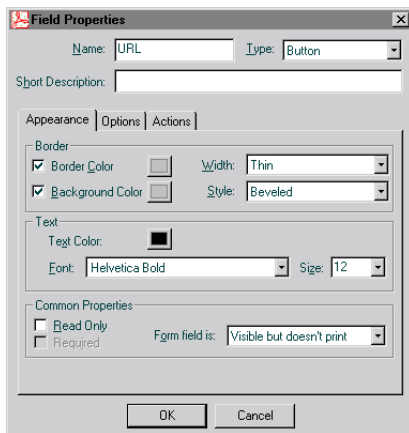 Field Properties
Name: URL Type: Button
Short Description:
Appearance Options Actions
Border
Border Color Width: Thin
Background Color Style: Beveled
Text
Text Color:
Font: Helvetica Bold Size: 12
Common Properties
Read Only
Required
Form field is: Visible but doesn't print
OK Cancel